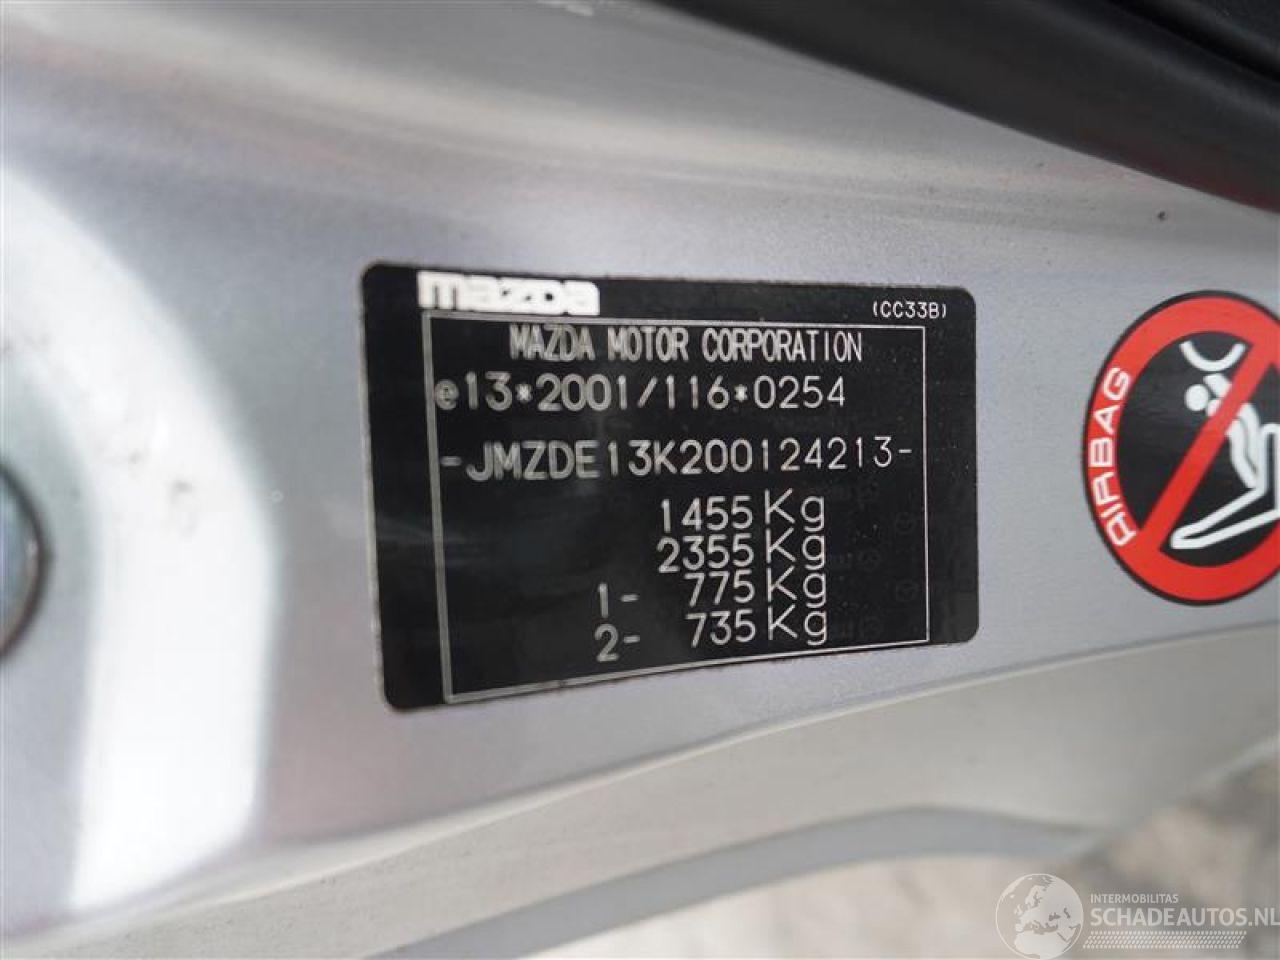 mazda
(CC33B)
MAZDA MOTOR CORPORATION
e13*2001/116*0254
-JMZDE13K200124213-
1455 Kg
2355 Kg
1- 775 Kg
2- 735 Kg
AIRBAG
INTERMOBILITAS
SCHADEAUTOS.NL